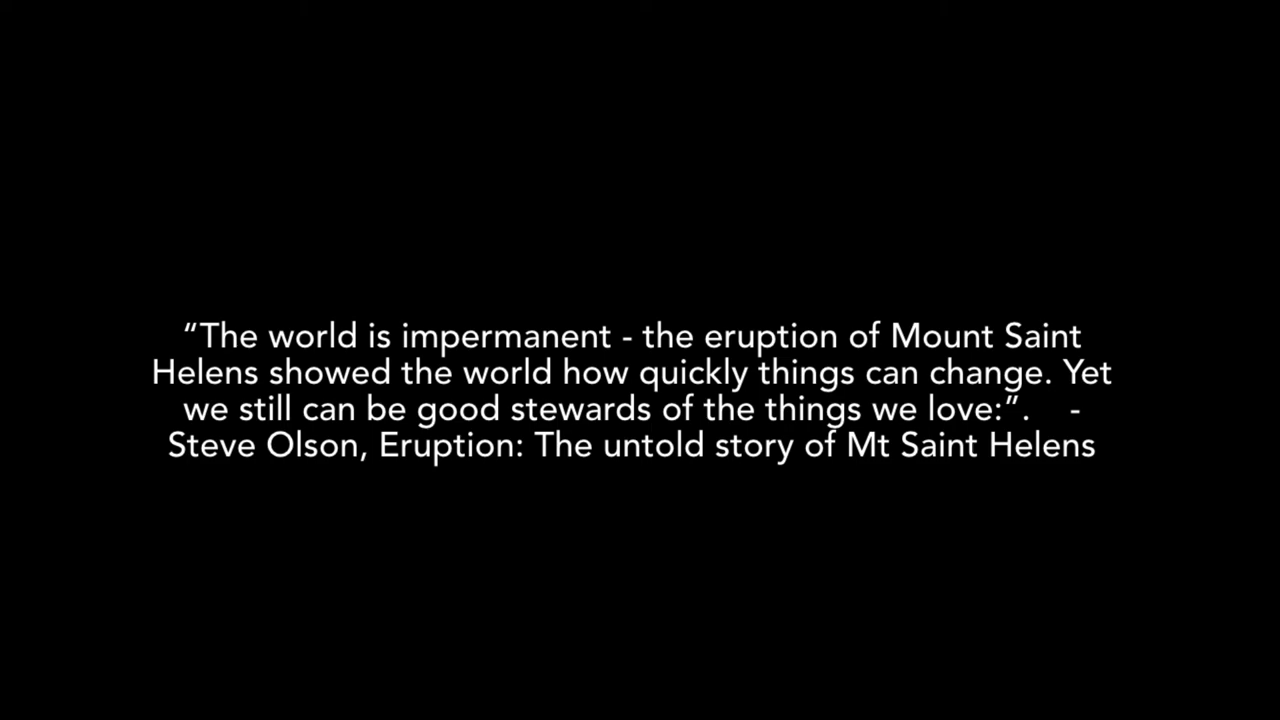 “The world is impermanent - the eruption of Mount Saint
Helens showed the world how quickly things can change. Yet
we still can be good stewards of the things we love:”. -
Steve Olson, Eruption: The untold story of Mt Saint Helens